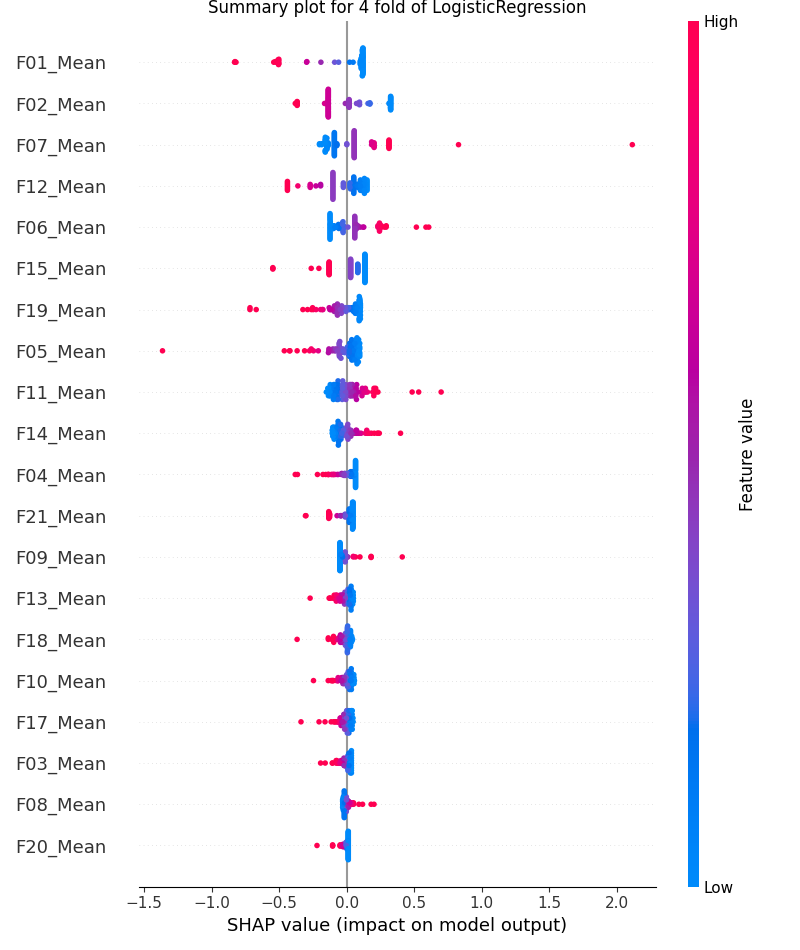 Summary plot for 4 fold of LogisticRegression
High
F01_Mean
F02_Mean
F07_Mean
F12_Mean
F06_Mean
F15_Mean
F19_Mean
F05_Mean
F11_Mean
F14_Mean
F04_Mean
F21_Mean
F09_Mean
F13_Mean
F18_Mean
F10_Mean
F17_Mean
F03_Mean
F08_Mean
F20_Mean
Feature value
Low
−1.5 −1.0 −0.5 0.0 0.5 1.0 1.5 2.0
SHAP value (impact on model output)